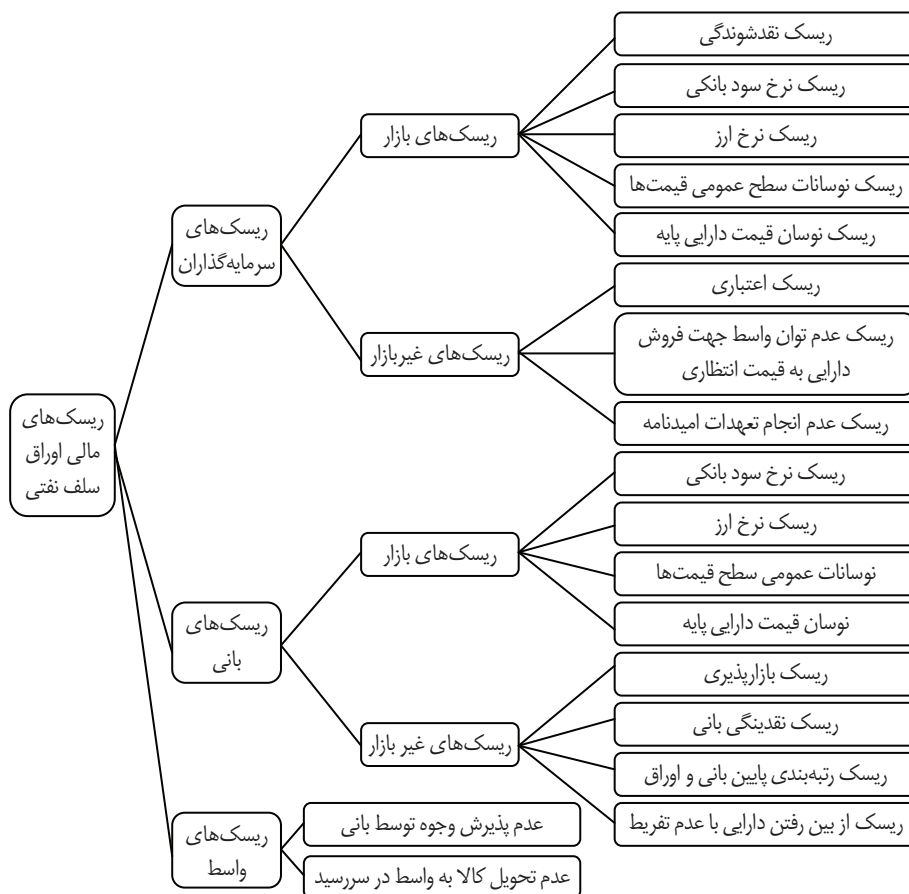 ریسک‌های
مالی اوراق
سلف نفتی
ریسک‌های
سرمایه‌گذاران
ریسک‌های بازار
ریسک نقدشوندگی
ریسک نرخ سود بانکی
ریسک نرخ ارز
ریسک نوسانات سطح عمومی قیمت‌ها
ریسک نوسان قیمت دارایی پایه
ریسک‌های غیربازار
ریسک اعتباری
ریسک عدم توان واسط جهت فروش
دارایی به قیمت انتظاری
ریسک عدم انجام تعهدات امیدنامه
ریسک‌های
بانی
ریسک‌های بازار
ریسک نرخ سود بانکی
ریسک نرخ ارز
نوسانات عمومی سطح قیمت‌ها
نوسان قیمت دارایی پایه
ریسک‌های غیر بازار
ریسک بازارپذیری
ریسک نقدینگی بانی
ریسک رتبه‌بندی پایین بانی و اوراق
ریسک از بین رفتن دارایی با عدم تفریط
ریسک‌های
واسط
عدم پذیرش وجوه توسط بانی
عدم تحویل کالا به واسط در سررسید